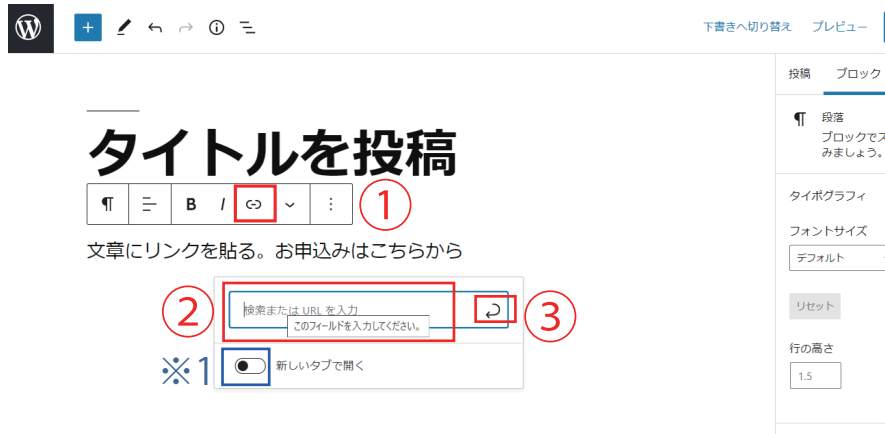 下書きへ切り替え プレビュー
投稿 ブロック
段落
ブロックでス
みましょう。
タイトルを投稿
B I
①
文章にリンクを貼る。お申込みはこちらから
②
検索または URL を入力
このフィールドを入力してください。
③
※1
新しいタブで開く
タイポグラフィ
フォントサイズ
デフォルト
リセット
行の高さ
1.5